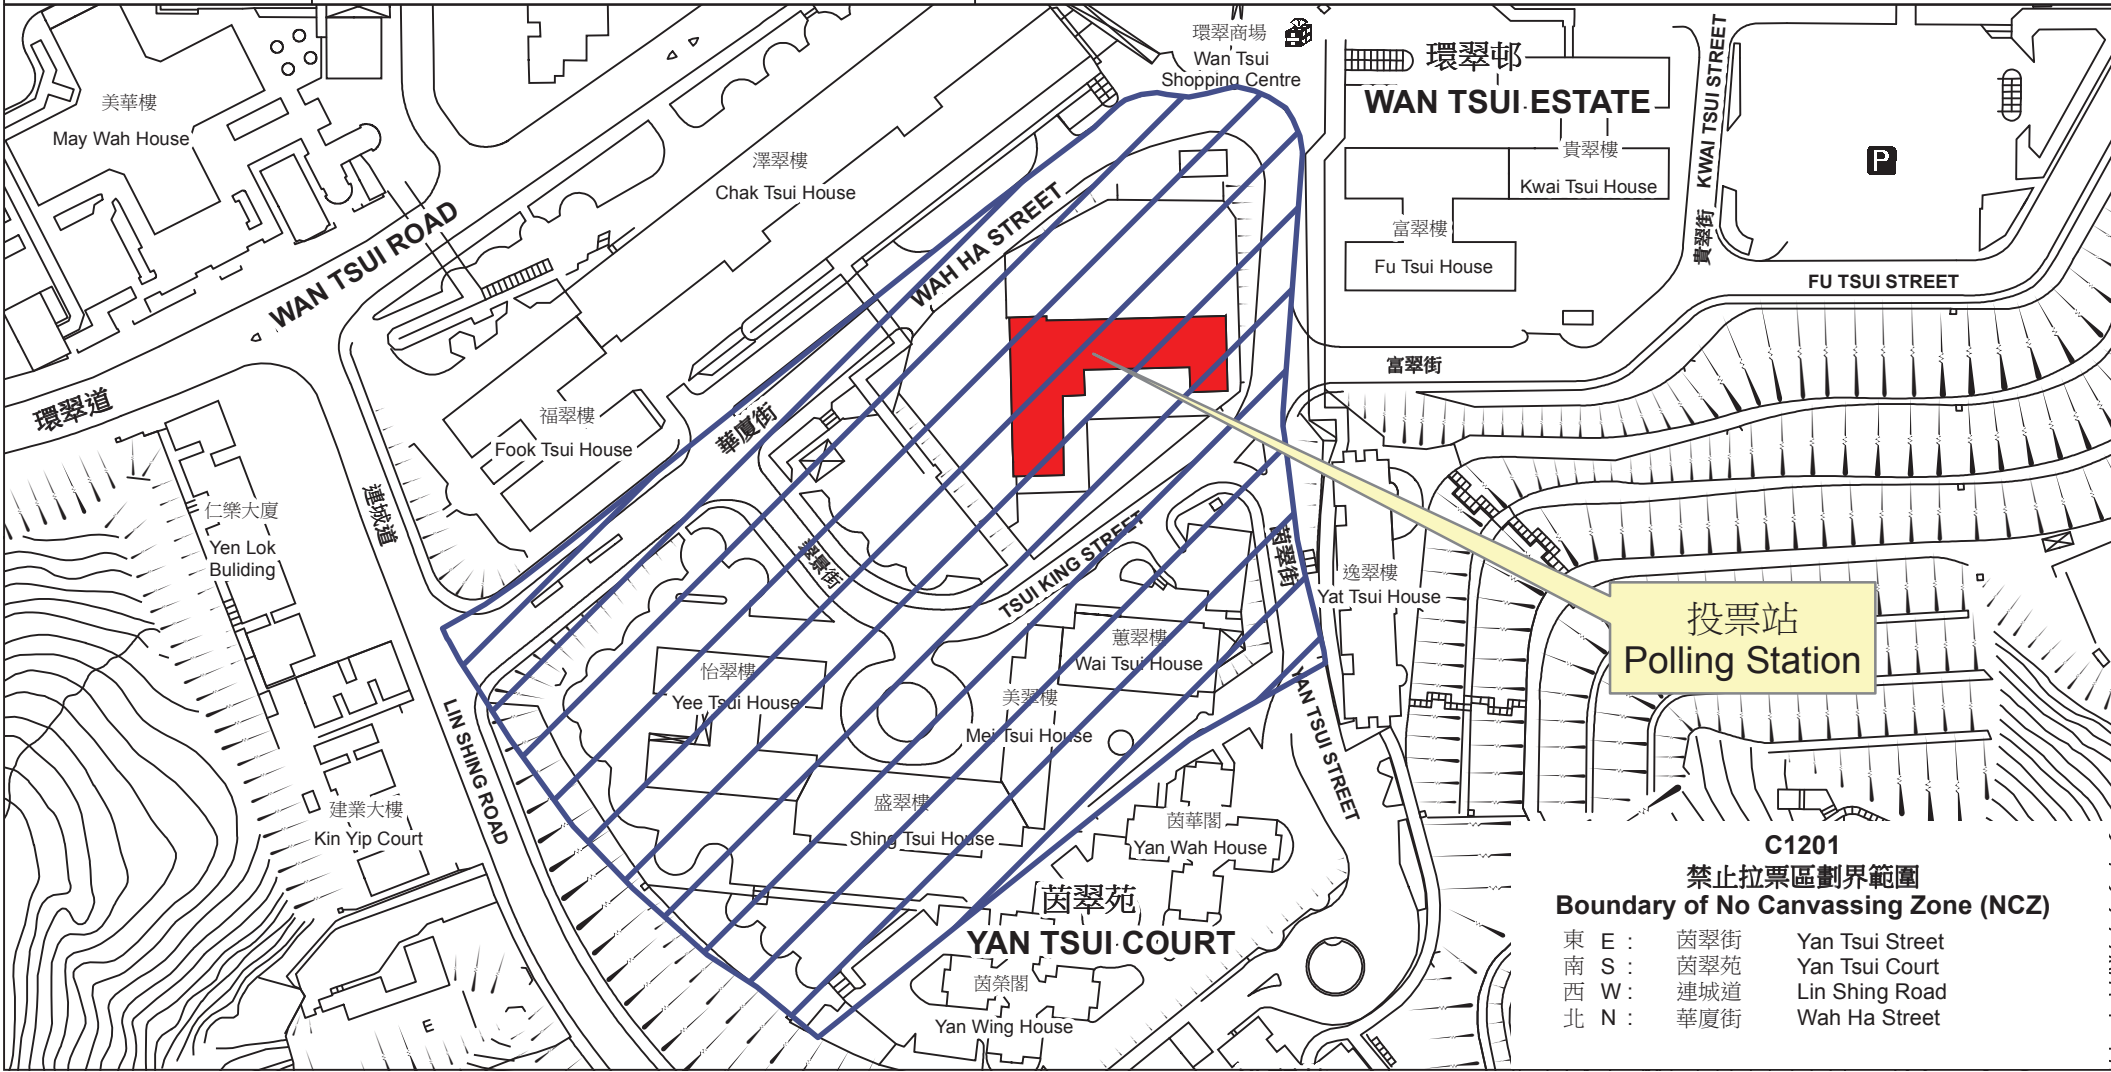 環翠商場
Wan Tsui
Shopping Centre
環翠邨
WAN TSUI ESTATE
KWAI TSUI STREET
貴翠街
美華樓
May Wah House
澤翠樓
Chak Tsui House
貴翠樓
Kwai Tsui House
P
富翠樓
Fu Tsui House
FU TSUI STREET
富翠街
WAN TSUI ROAD
環翠道
WAH HA STREET
華廈街
福翠樓
Fook Tsui House
連城道
仁樂大廈
Yen Lok
Buliding
翠景街
TSUI KING STREET
茵翠街
逸翠樓
Yat Tsui House
投票站
Polling Station
蕙翠樓
Wai Tsui House
怡翠樓
Yee Tsui House
美翠樓
Mei Tsui House
YAN TSUI STREET
YAN TSUI STREET
LIN SHING ROAD
盛翠樓
Shing Tsui House
建業大樓
Kin Yip Court
茵華閣
Yan Wah House
茵翠苑
YAN TSUI COURT
茵榮閣
Yan Wing House
E
C1201
禁止拉票區劃界範圍
Boundary of No Canvassing Zone (NCZ)
東 E : 茵翠街 Yan Tsui Street
南 S : 茵翠苑 Yan Tsui Court
西 W : 連城道 Lin Shing Road
北 N : 華廈街 Wah Ha Street